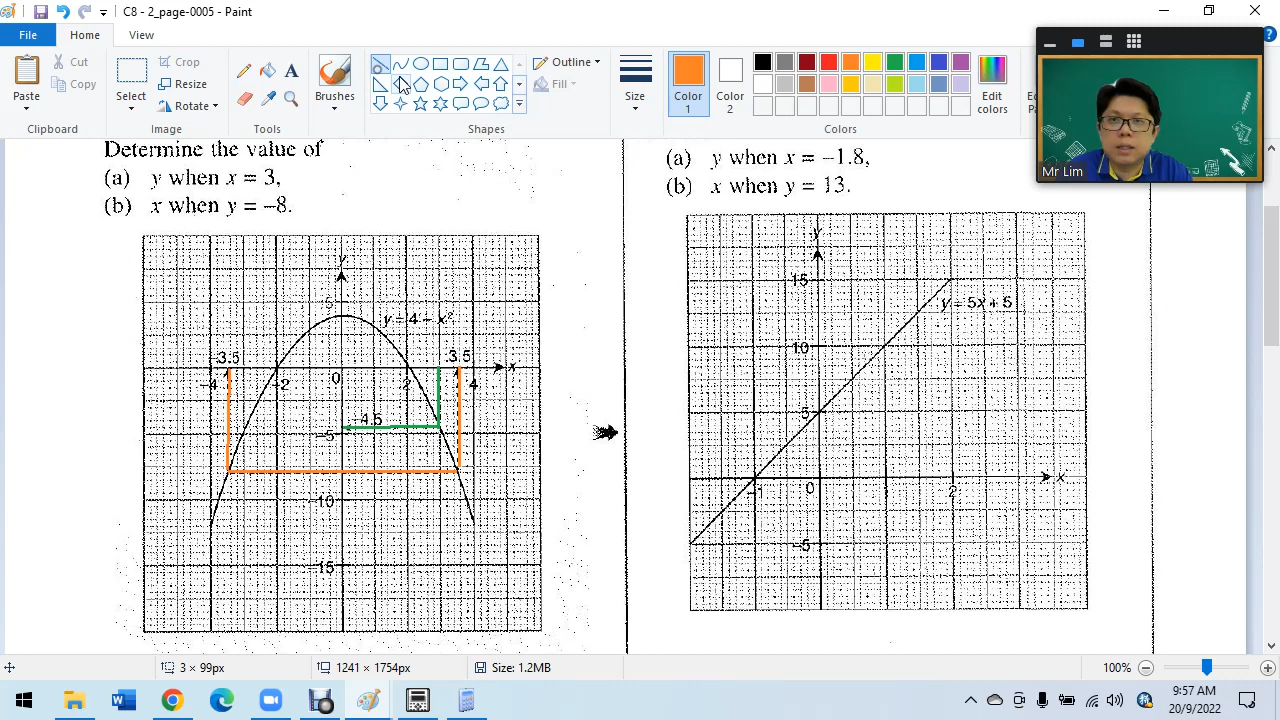 C8 - 2_page-0005 - Paint
File
Home
View
Paste
Cut
Copy
Clipboard
Select
Crop
Resize
Rotate
Image
A
Tools
Brushes
Shapes
Outline
Fill
Size
Color
1
Color
2
Colors
Edit
colors
Mr Lim
Determine the value of
(a) y when x = 3,
(b) x when y = –8.
y
5
y = 4 – x²
–3.5
3.5
x
–4
–2
0
2
4
–4.5
–5
–10
–15
(a) y when x = –1.8,
(b) x when y = 13.
y
15
y = 5x + 5
10
5
x
–1
0
2
–5
3 × 99px
1241 × 1754px
Size: 1.2MB
100%
9:57 AM
20/9/2022